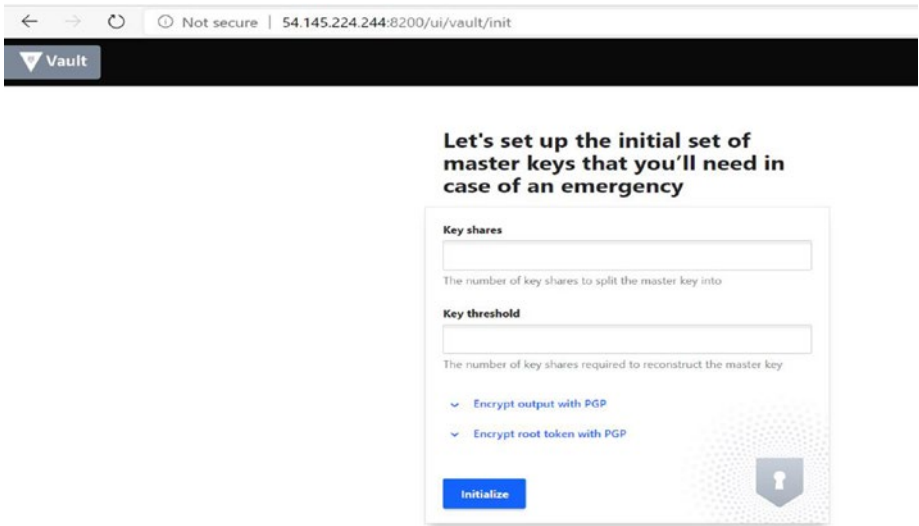 Not secure | 54.145.224.244:8200/ui/vault/init
Vault
Let's set up the initial set of
master keys that you'll need in
case of an emergency
Key shares
The number of key shares to split the master key into
Key threshold
The number of key shares required to reconstruct the master key
Encrypt output with PGP
Encrypt root token with PGP
Initialize